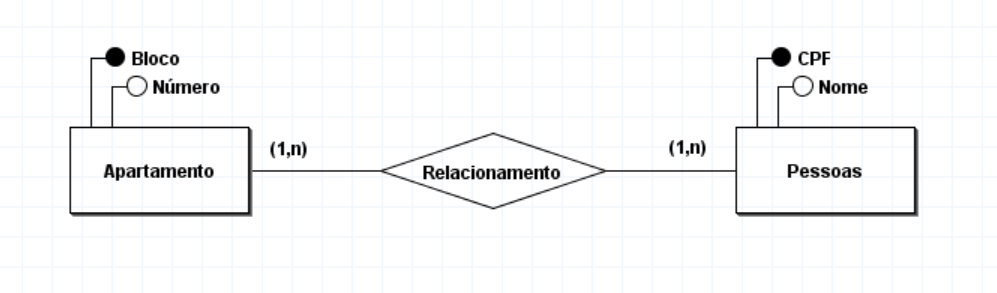 Bloco
Número
Apartamento
(1,n)
Relacionamento
(1,n)
CPF
Nome
Pessoas